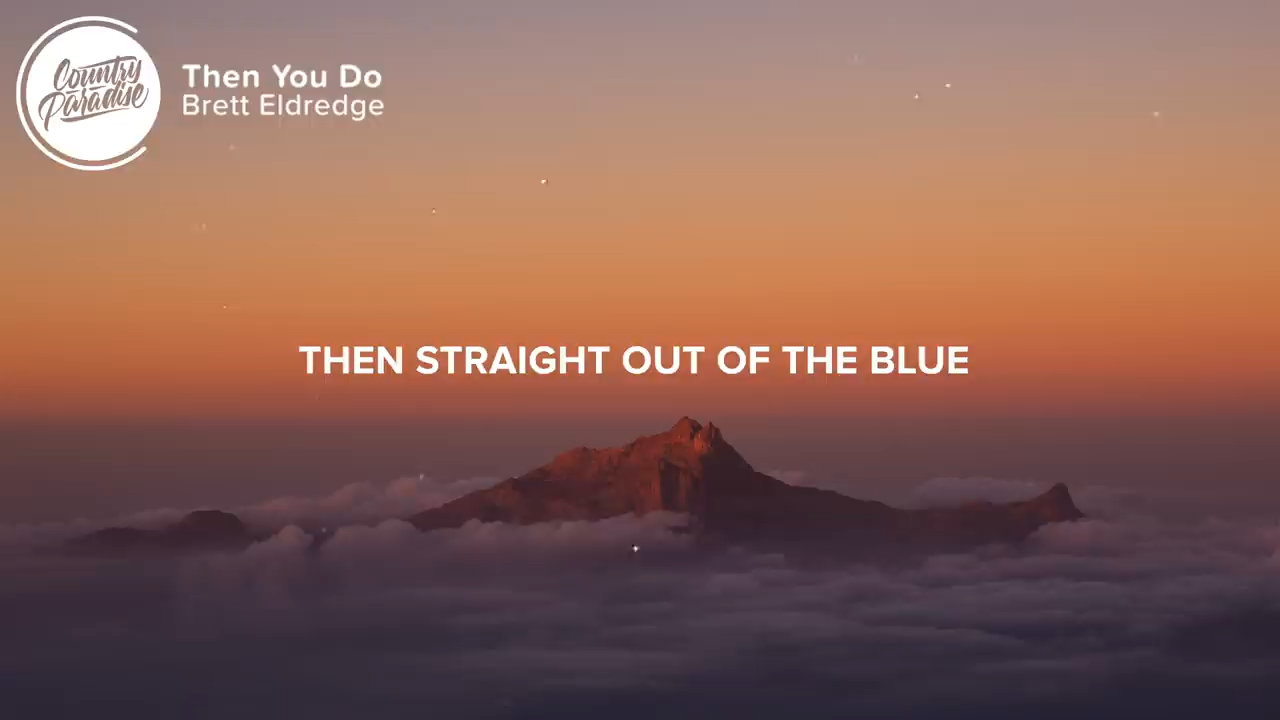 Country
Paradise
Then You Do
Brett Eldredge
THEN STRAIGHT OUT OF THE BLUE